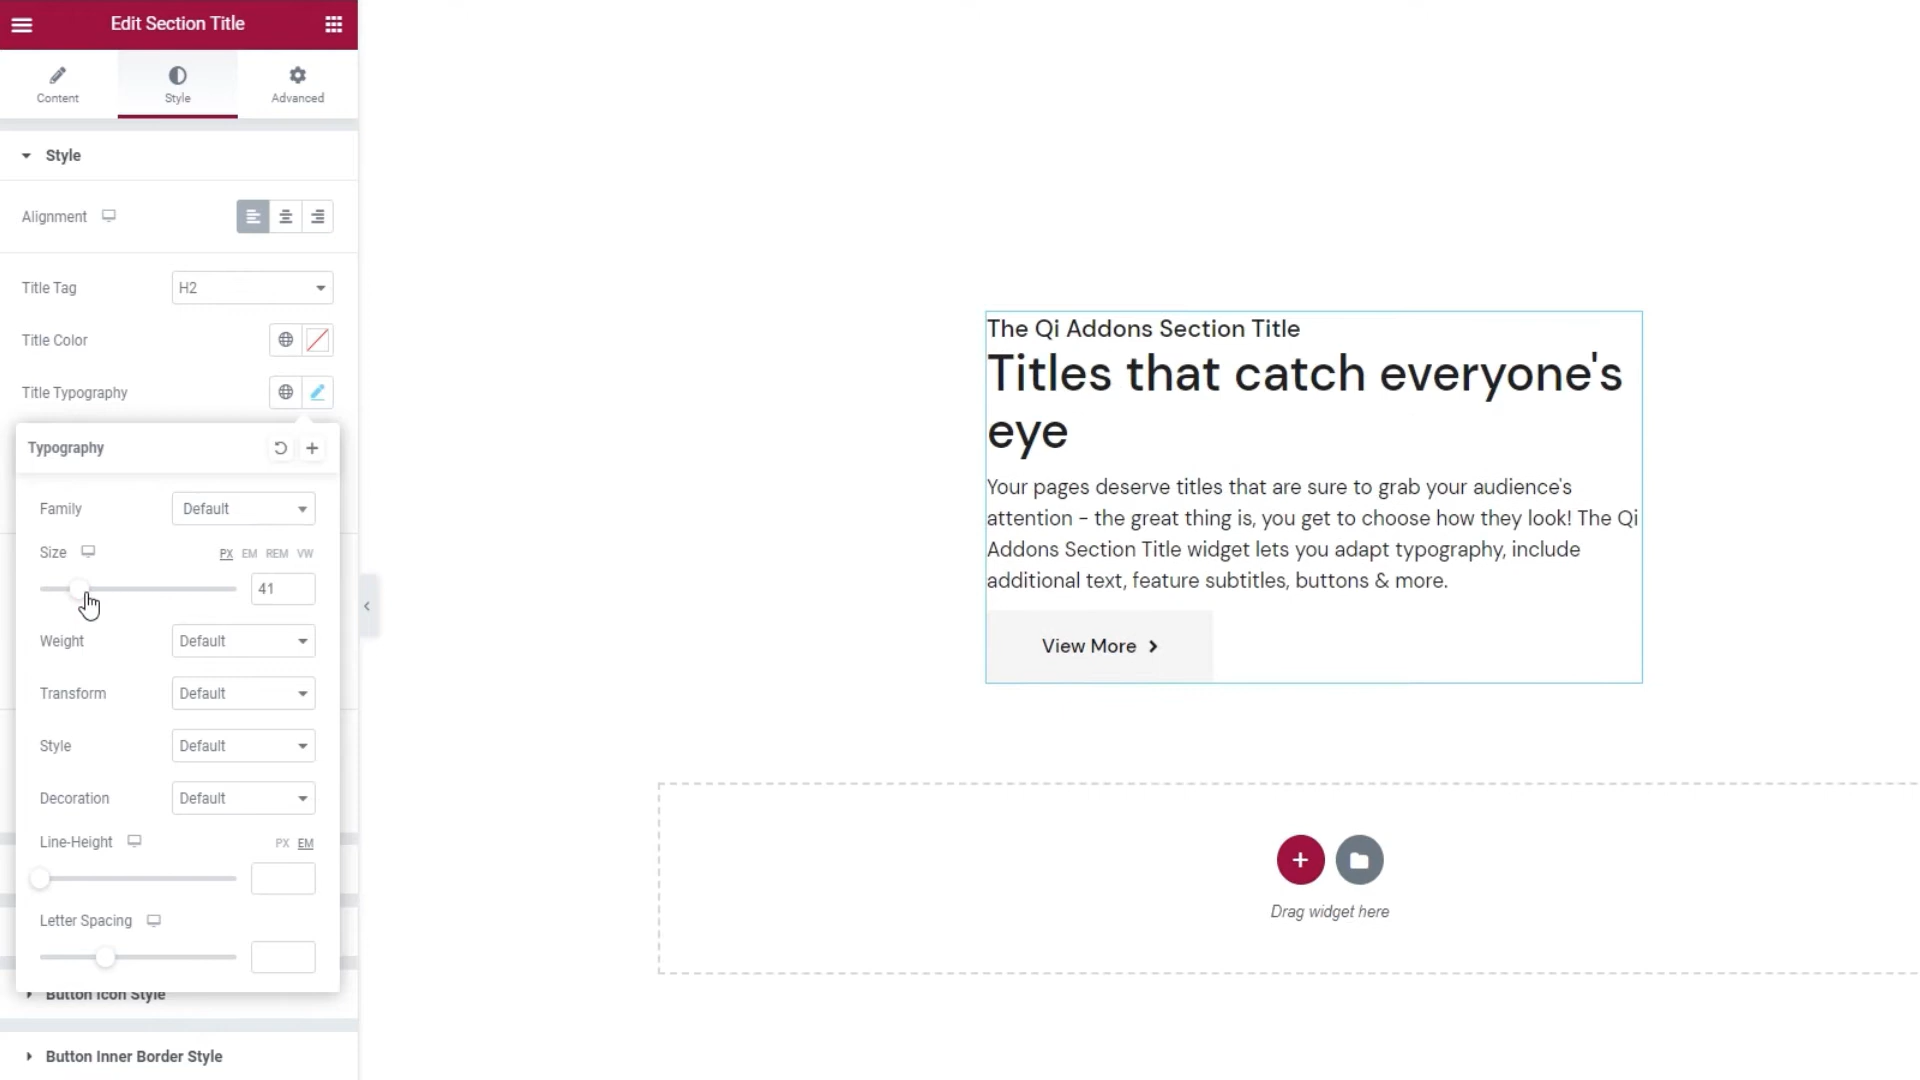 Edit Section Title
Content
Style
Advanced
Style
Alignment
Title Tag
H2
Title Color
Title Typography
Typography
Family
Default
Size
PX EM REM VW
41
Weight
Default
Transform
Default
Style
Default
Decoration
Default
Line-Height
PX EM
Letter Spacing
Button Icon Style
Button Inner Border Style
The Qi Addons Section Title
Titles that catch everyone's
eye
Your pages deserve titles that are sure to grab your audience's
attention – the great thing is, you get to choose how they look! The Qi
Addons Section Title widget lets you adapt typography, include
additional text, feature subtitles, buttons & more.
View More
Drag widget here